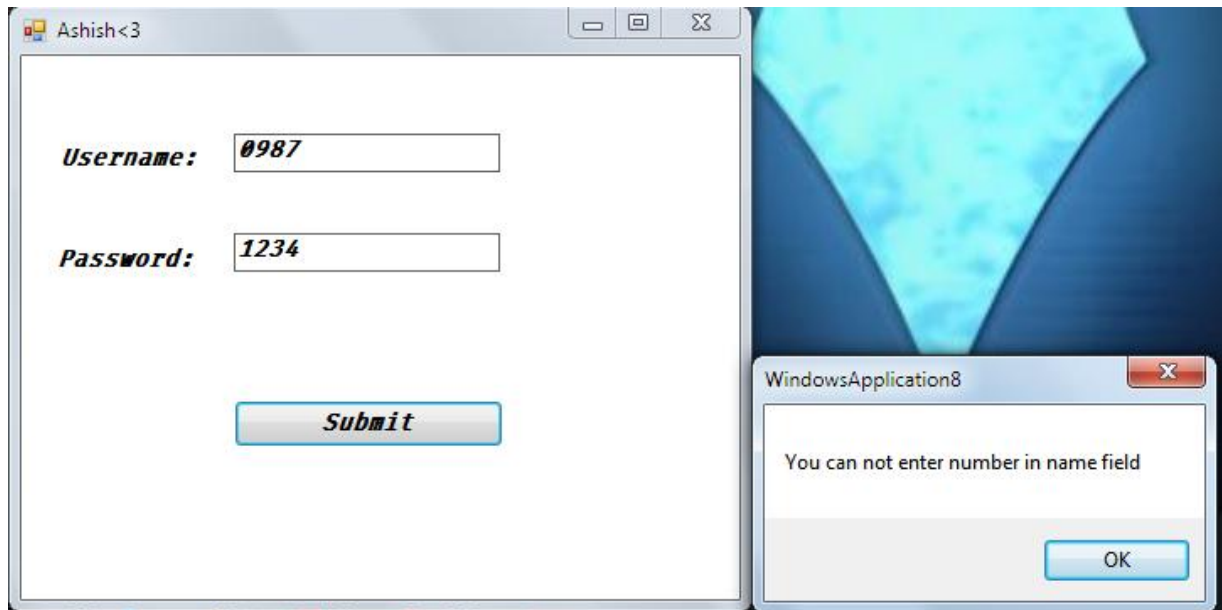 Ashish<3
Username: 0987
Password: 1234
Submit
WindowsApplication8
You can not enter number in name field
OK